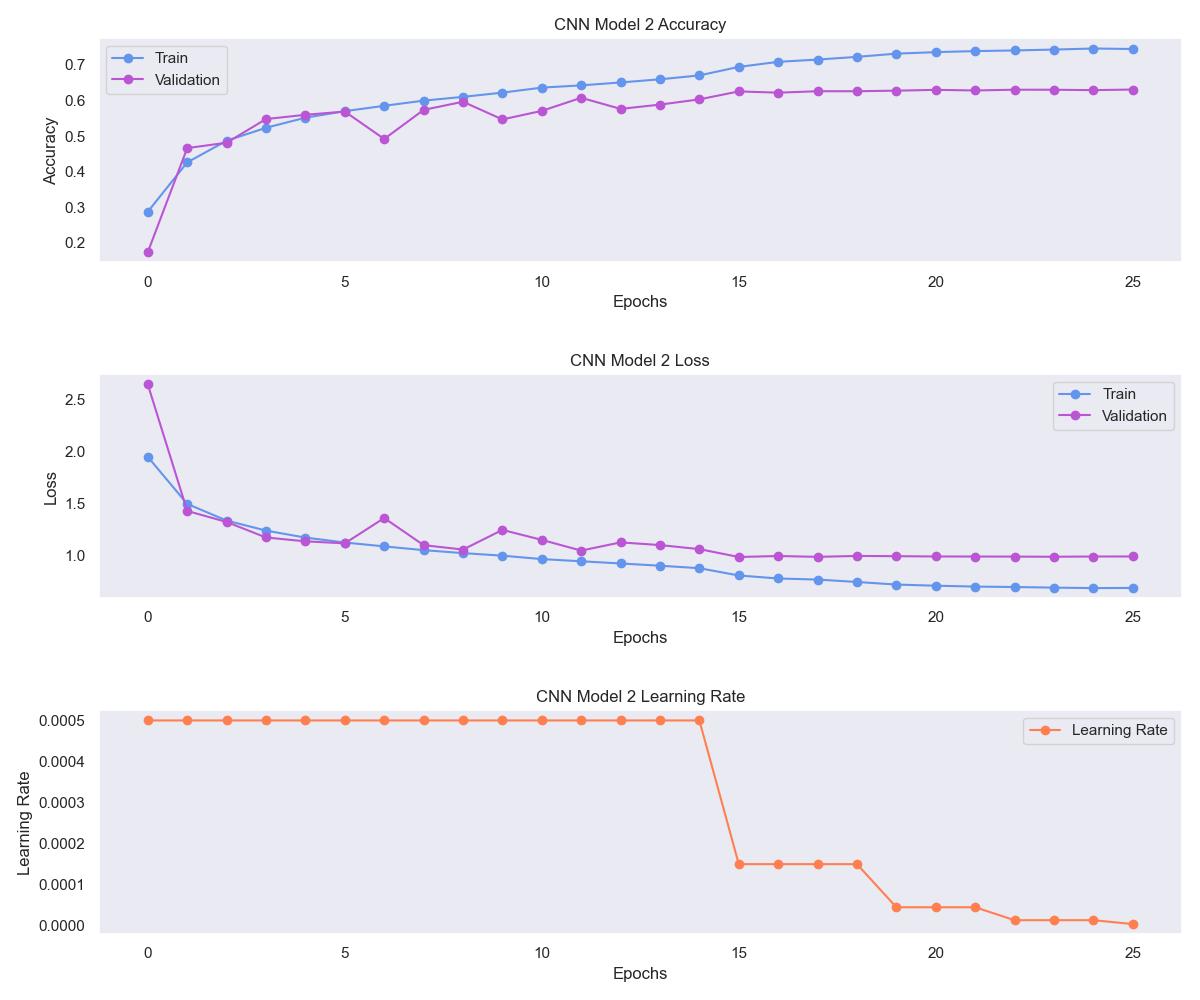 CNN Model 2 Accuracy
Train
Validation
Accuracy
0.7
0.6
0.5
0.4
0.3
0.2
0 5 10 15 20 25
Epochs
CNN Model 2 Loss
Train
Validation
Loss
2.5
2.0
1.5
1.0
0 5 10 15 20 25
Epochs
CNN Model 2 Learning Rate
Learning Rate
Learning Rate
0.0005
0.0004
0.0003
0.0002
0.0001
0.0000
0 5 10 15 20 25
Epochs